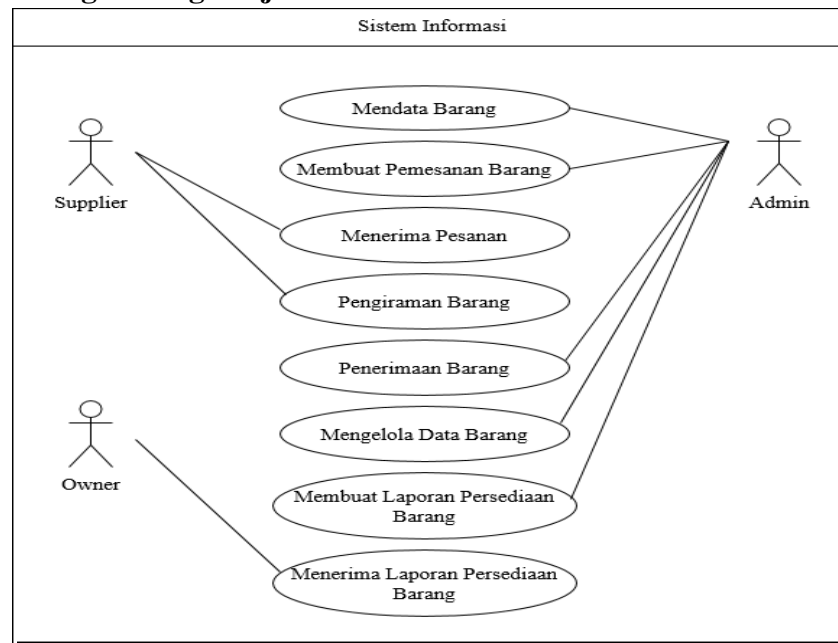 Sistem Informasi
Mendata Barang
Membuat Pemesanan Barang
Supplier
Admin
Menerima Pesanan
Pengiraman Barang
Penerimaan Barang
Mengelola Data Barang
Owner
Membuat Laporan Persediaan
Barang
Menerima Laporan Persediaan
Barang